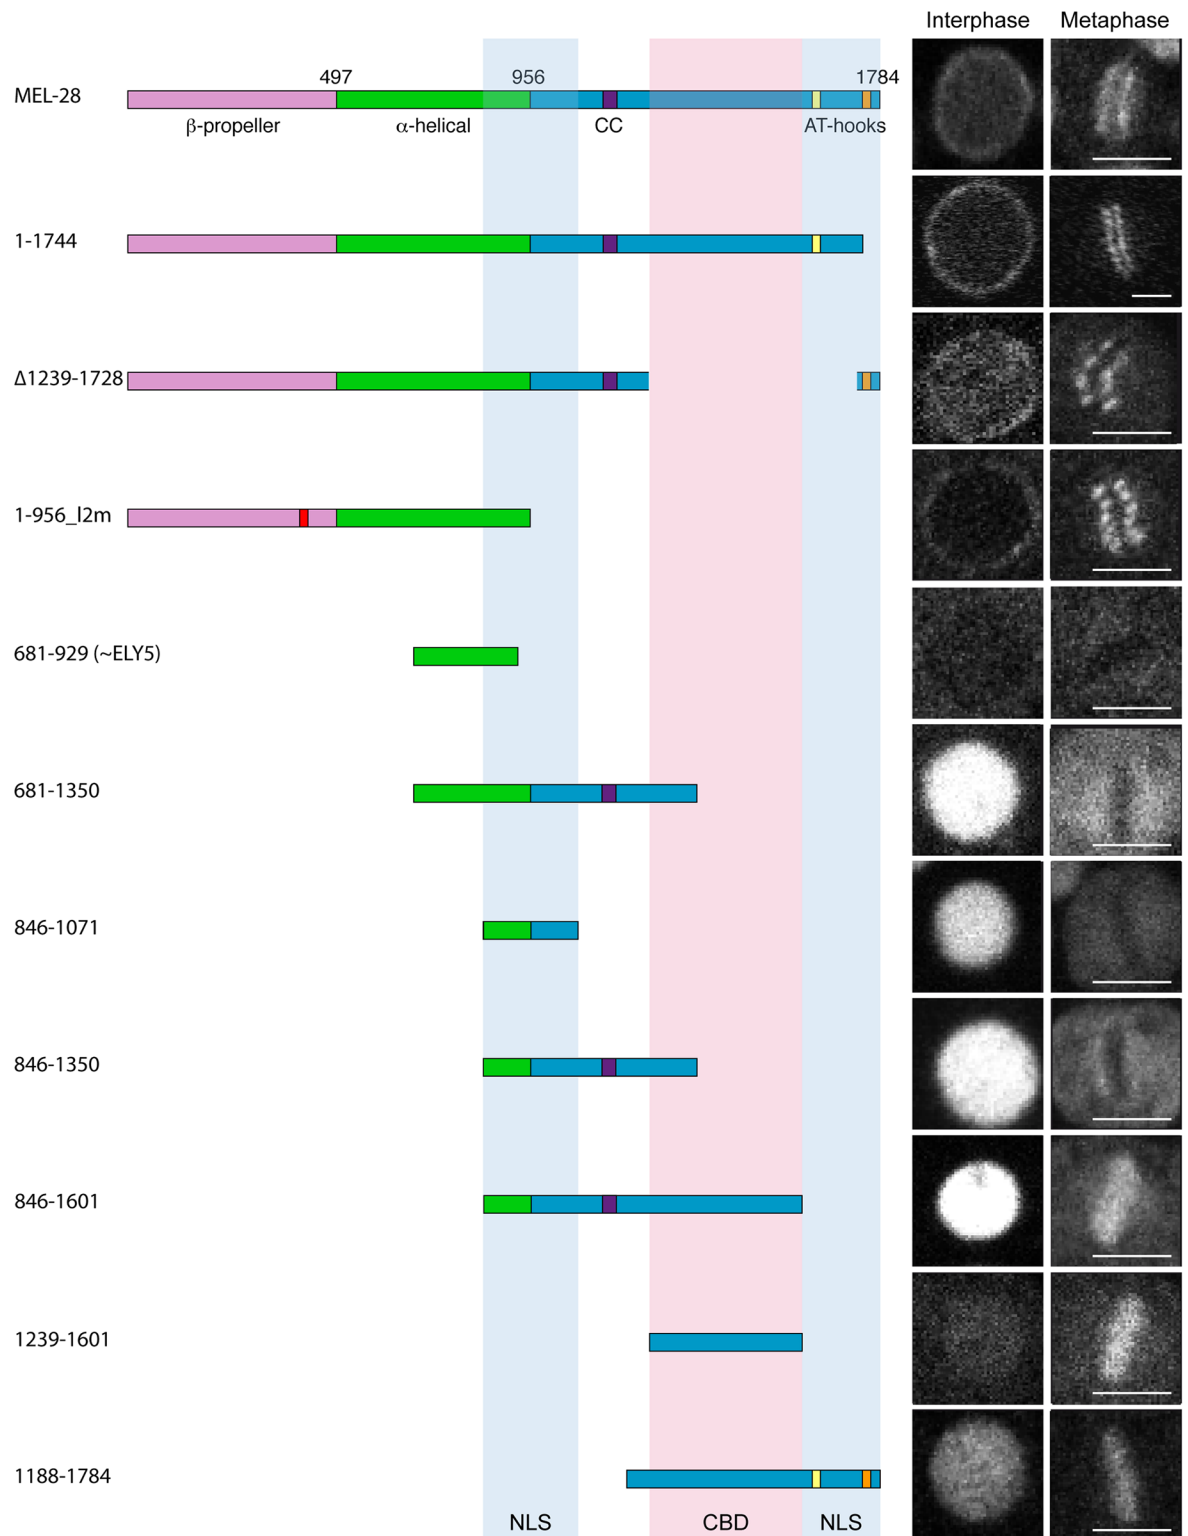 Interphase Metaphase
497 956 1784
MEL-28
β-propeller α-helical CC AT-hooks
1-1744
Δ1239-1728
1-956_l2m
681-929 (~ELY5)
681-1350
846-1071
846-1350
846-1601
1239-1601
1188-1784
NLS CBD NLS